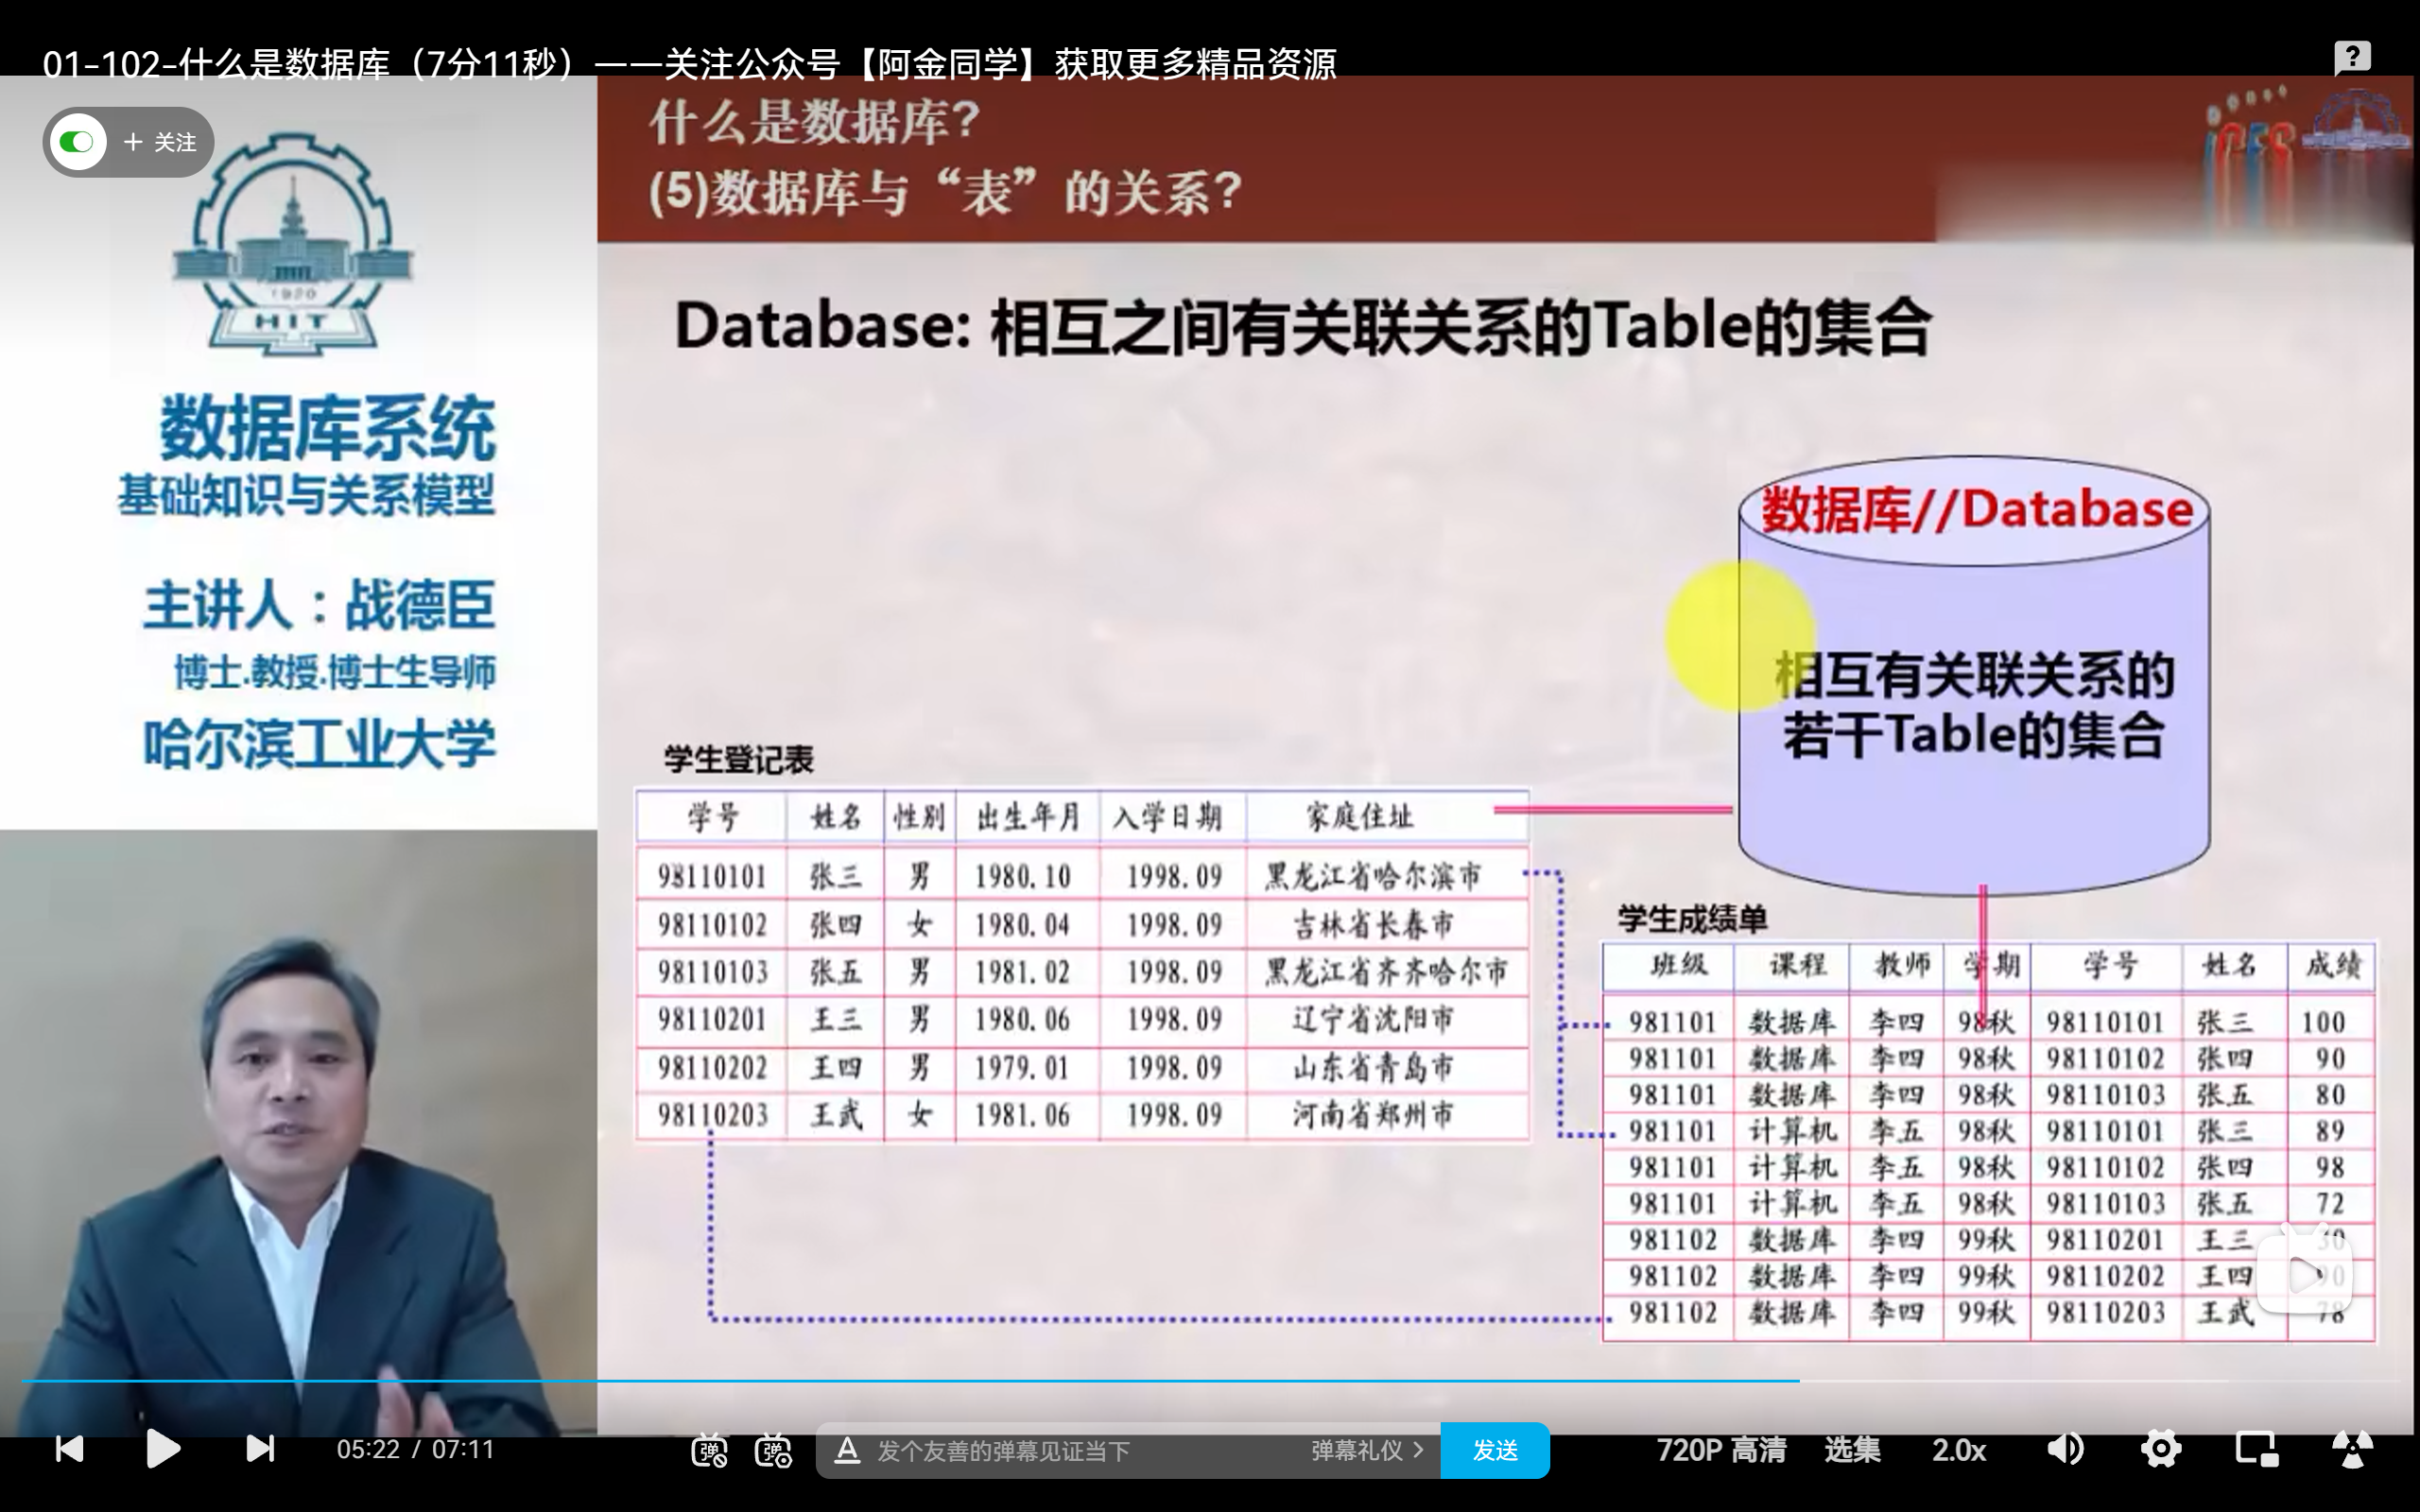 01-102-什么是数据库（7分11秒）——关注公众号【阿金同学】获取更多精品资源
+ 关注
1920
HIT
数据库系统
基础知识与关系模型
主讲人：战德臣
博士.教授.博士生导师
哈尔滨工业大学
什么是数据库?
(5)数据库与“表”的关系?
Database: 相互之间有关联关系的Table的集合
数据库//Database
相互有关联关系的
若干Table的集合
学生登记表
学号 姓名 性别 出生年月 入学日期 家庭住址
98110101 张三 男 1980.10 1998.09 黑龙江省哈尔滨市
98110102 张四 女 1980.04 1998.09 吉林省长春市
98110103 张五 男 1981.02 1998.09 黑龙江省齐齐哈尔市
98110201 王三 男 1980.06 1998.09 辽宁省沈阳市
98110202 王四 男 1979.01 1998.09 山东省青岛市
98110203 王武 女 1981.06 1998.09 河南省郑州市
学生成绩单
班级 课程 教师 学期 学号 姓名 成绩
981101 数据库 李四 98秋 98110101 张三 100
981101 数据库 李四 98秋 98110102 张四 90
981101 数据库 李四 98秋 98110103 张五 80
981101 计算机 李五 98秋 98110101 张三 89
981101 计算机 李五 98秋 98110102 张四 98
981101 计算机 李五 98秋 98110103 张五 72
981102 数据库 李四 99秋 98110201 王三
981102 数据库 李四 99秋 98110202 王四
981102 数据库 李四 99秋 98110203 王武 78
05:22 / 07:11
弹 弹 A 发个友善的弹幕见证当下 弹幕礼仪 > 发送 720P 高清 选集 2.0x